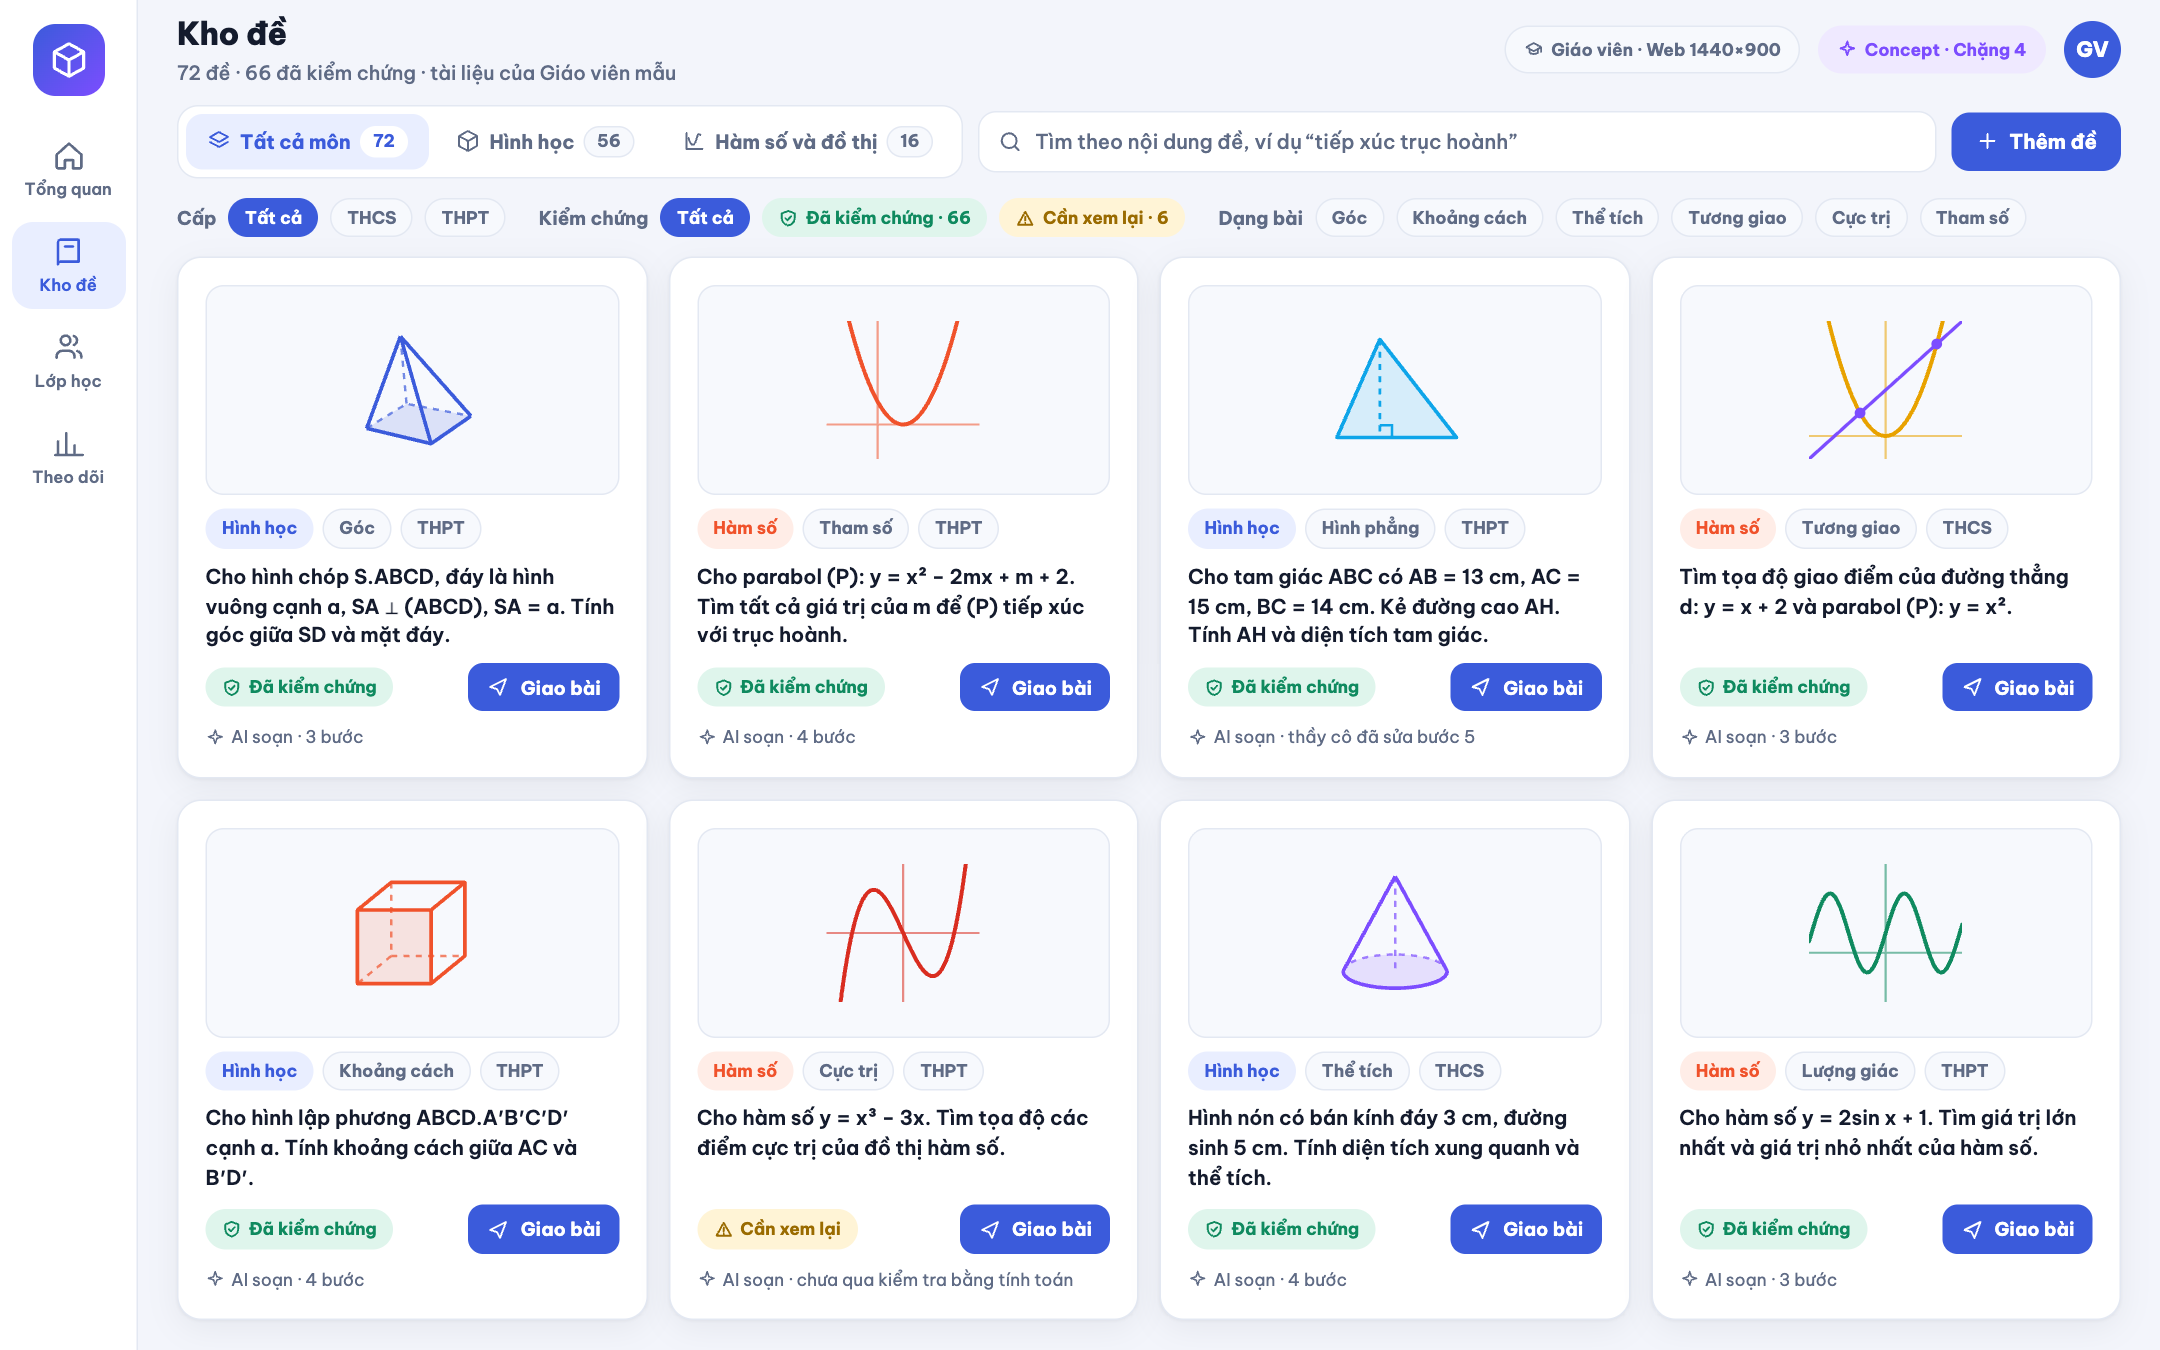 Kho đề
72 đề · 66 đã kiểm chứng · tài liệu của Giáo viên mẫu
Giáo viên · Web 1440×900
Concept · Chặng 4
GV
Tổng quan
Kho đề
Lớp học
Theo dõi
Tất cả môn 72
Hình học 56
Hàm số và đồ thị 16
Tìm theo nội dung đề, ví dụ “tiếp xúc trục hoành”
Thêm đề
Cấp Tất cả THCS THPT Kiểm chứng Tất cả Đã kiểm chứng · 66 Cần xem lại · 6 Dạng bài Góc Khoảng cách Thể tích Tương giao Cực trị Tham số
Hình học Góc THPT
Cho hình chóp S.ABCD, đáy là hình
vuông cạnh a, SA ⊥ (ABCD), SA = a. Tính
góc giữa SD và mặt đáy.
Đã kiểm chứng Giao bài
AI soạn · 3 bước
Hàm số Tham số THPT
Cho parabol (P): y = x² − 2mx + m + 2.
Tìm tất cả giá trị của m để (P) tiếp xúc
với trục hoành.
Đã kiểm chứng Giao bài
AI soạn · 4 bước
Hình học Hình phẳng THPT
Cho tam giác ABC có AB = 13 cm, AC =
15 cm, BC = 14 cm. Kẻ đường cao AH.
Tính AH và diện tích tam giác.
Đã kiểm chứng Giao bài
AI soạn · thầy cô đã sửa bước 5
Hàm số Tương giao THCS
Tìm tọa độ giao điểm của đường thẳng
d: y = x + 2 và parabol (P): y = x².
Đã kiểm chứng Giao bài
AI soạn · 3 bước
Hình học Khoảng cách THPT
Cho hình lập phương ABCD.A′B′C′D′
cạnh a. Tính khoảng cách giữa AC và
B′D′.
Đã kiểm chứng Giao bài
AI soạn · 4 bước
Hàm số Cực trị THPT
Cho hàm số y = x³ − 3x. Tìm tọa độ các
điểm cực trị của đồ thị hàm số.
Cần xem lại Giao bài
AI soạn · chưa qua kiểm tra bằng tính toán
Hình học Thể tích THCS
Hình nón có bán kính đáy 3 cm, đường
sinh 5 cm. Tính diện tích xung quanh và
thể tích.
Đã kiểm chứng Giao bài
AI soạn · 4 bước
Hàm số Lượng giác THPT
Cho hàm số y = 2sin x + 1. Tìm giá trị lớn
nhất và giá trị nhỏ nhất của hàm số.
Đã kiểm chứng Giao bài
AI soạn · 3 bước